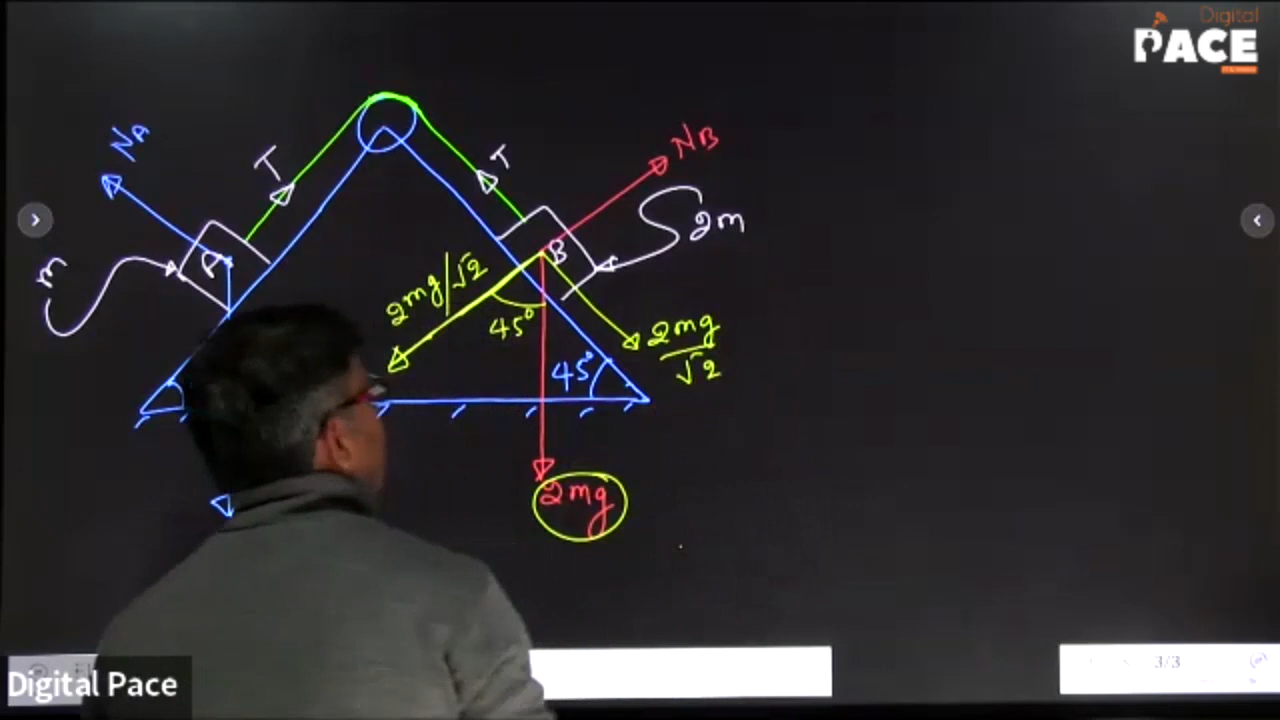 Digital
PACE
NA
T
T
NB
2m
A
B
m
2mg/√2
45°
2mg
√2
45°
2mg
3/3
Digital Pace